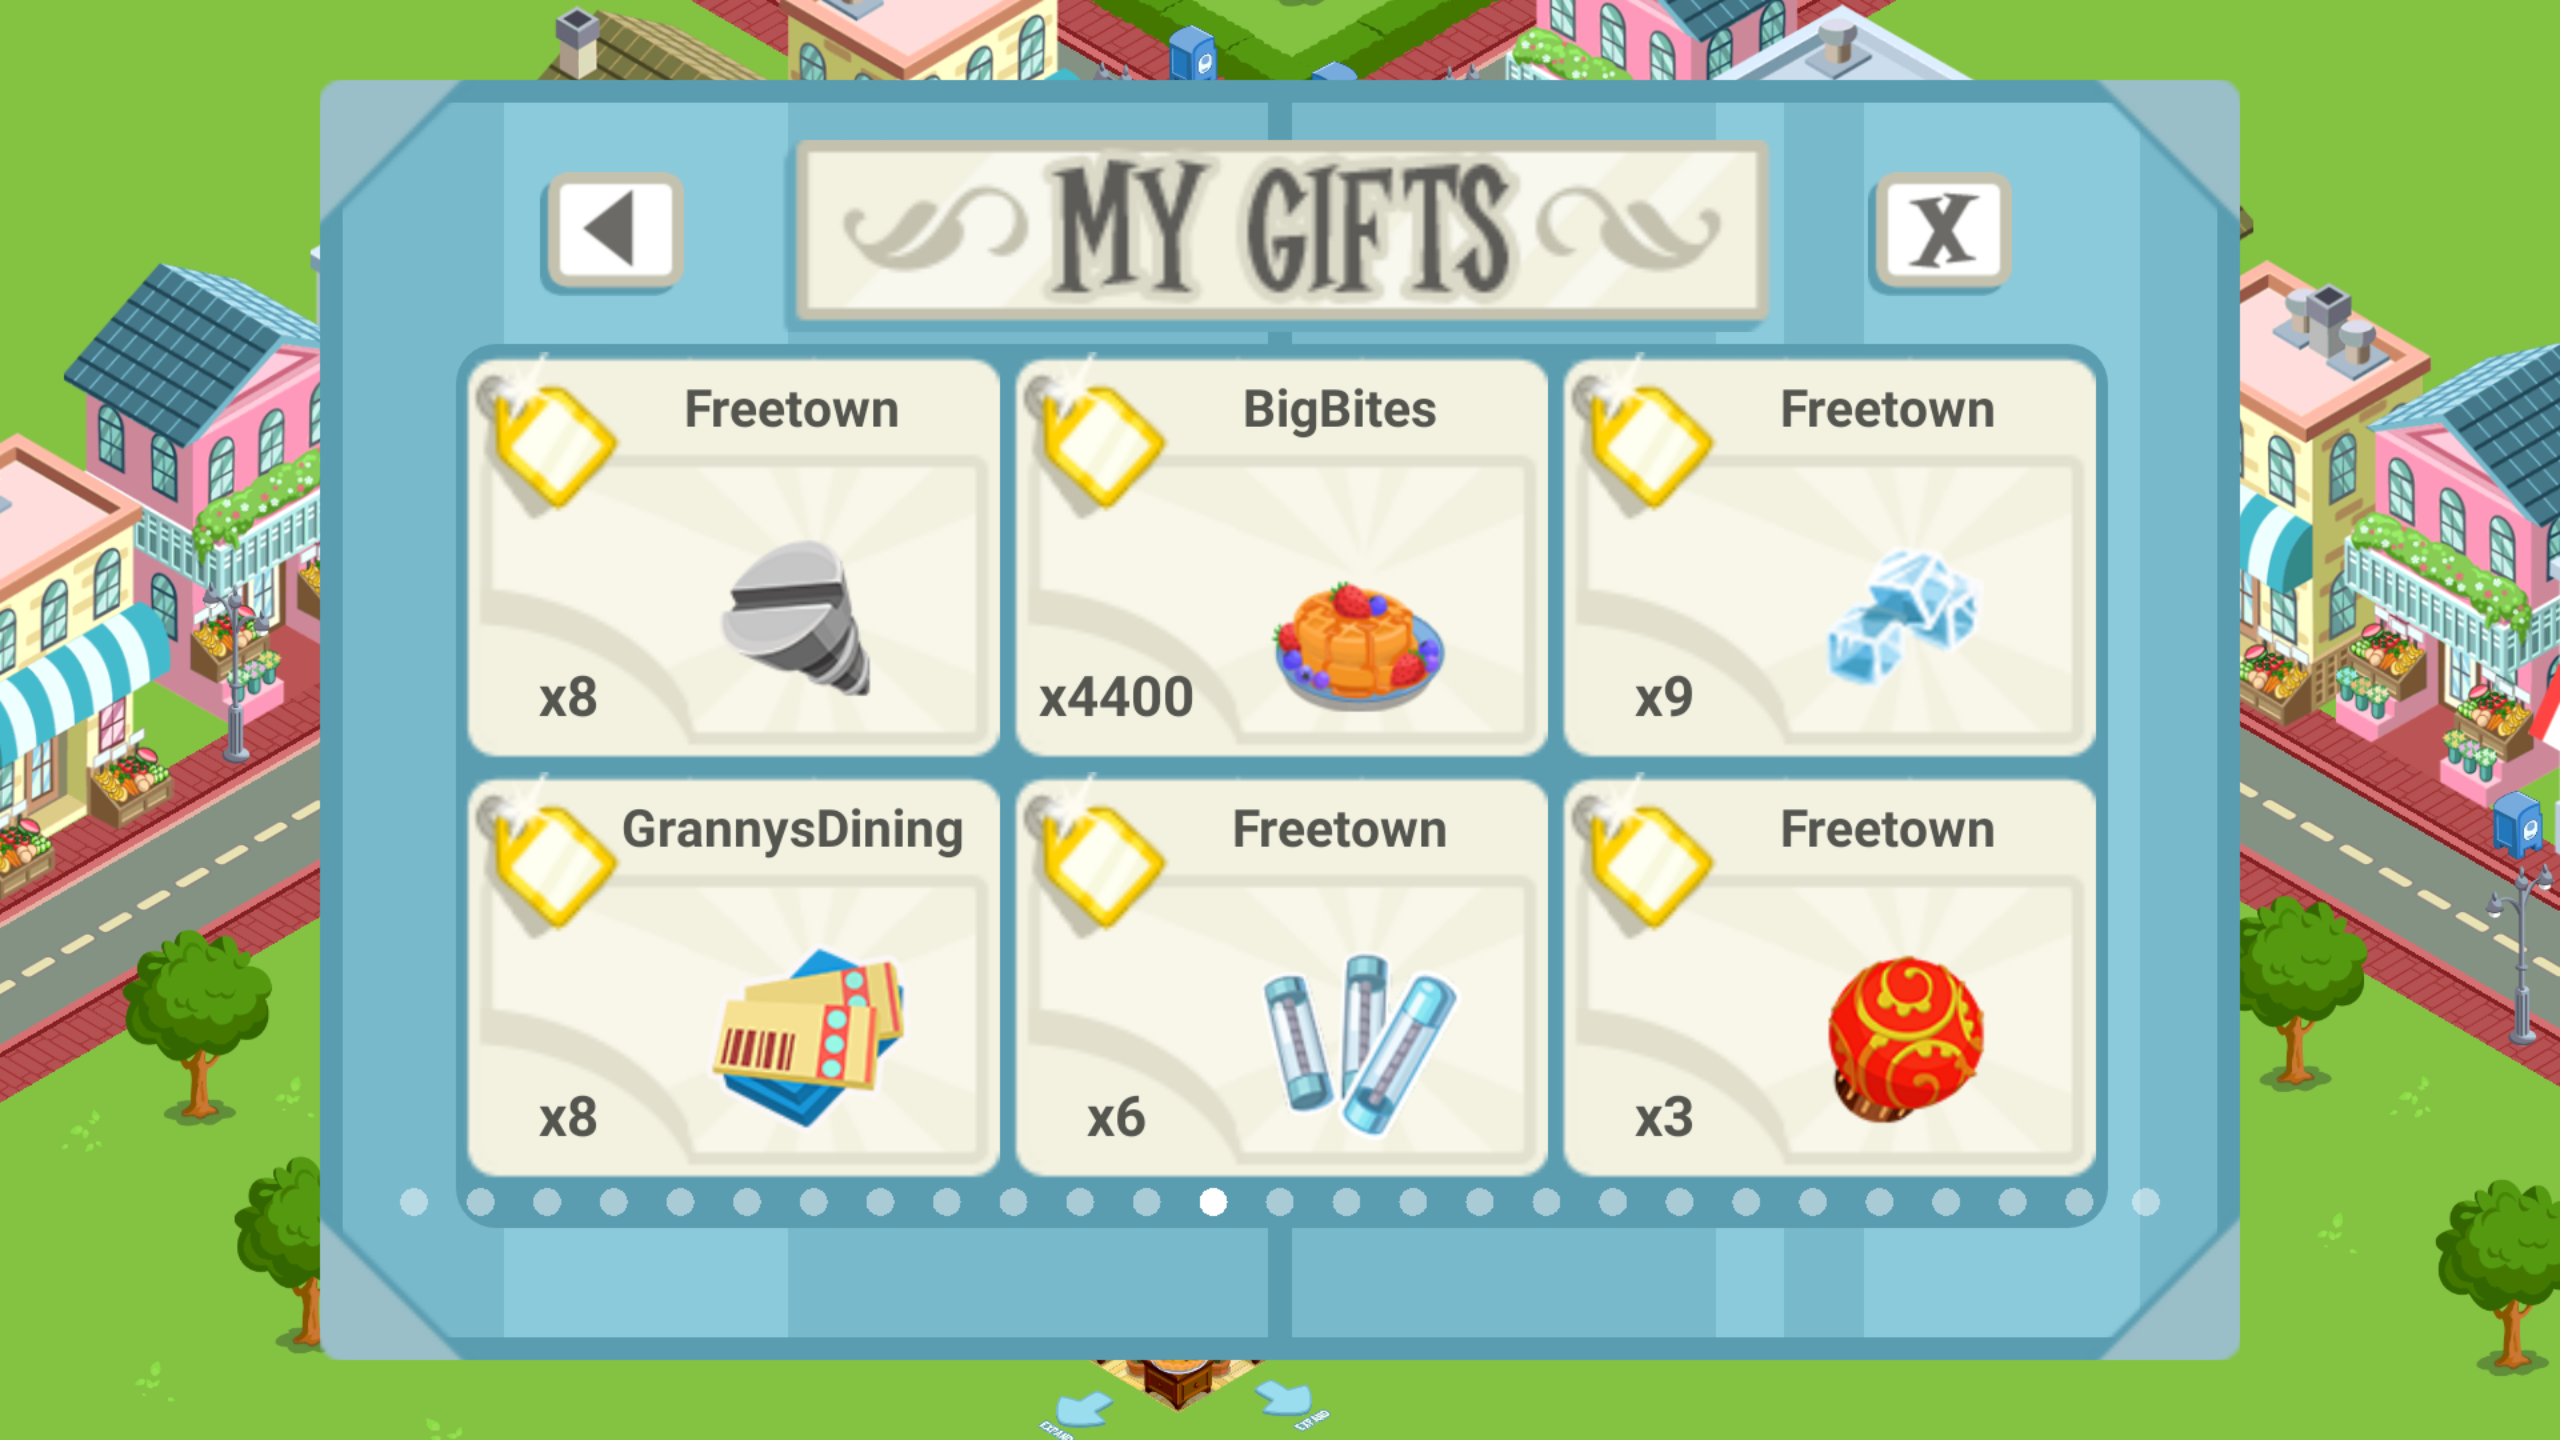 MY GIFTS
X
Freetown
x8
BigBites
x4400
Freetown
x9
GrannysDining
x8
Freetown
x6
Freetown
x3
EXPAND
EXPAND